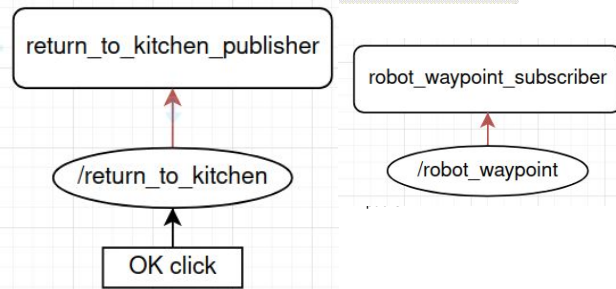 return_to_kitchen_publisher
robot_waypoint_subscriber
/return_to_kitchen
/robot_waypoint
OK click